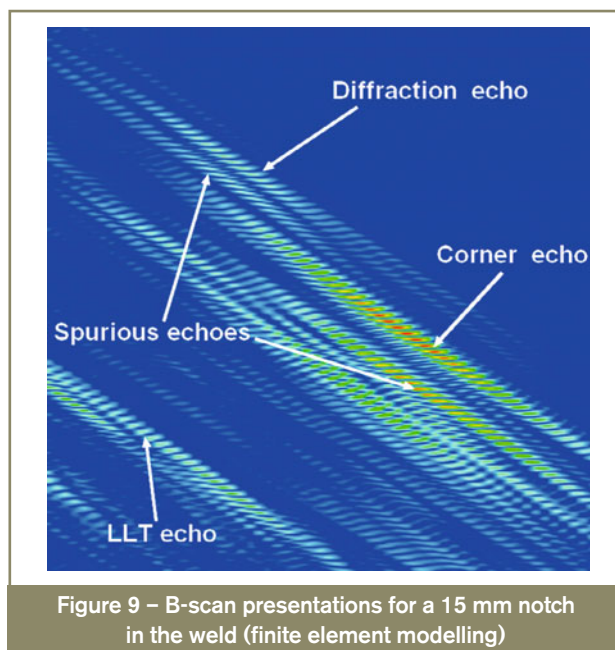 Diffraction echo
Corner echo
Spurious echoes
LLT echo
Figure 9 – B-scan presentations for a 15 mm notch
in the weld (finite element modelling)